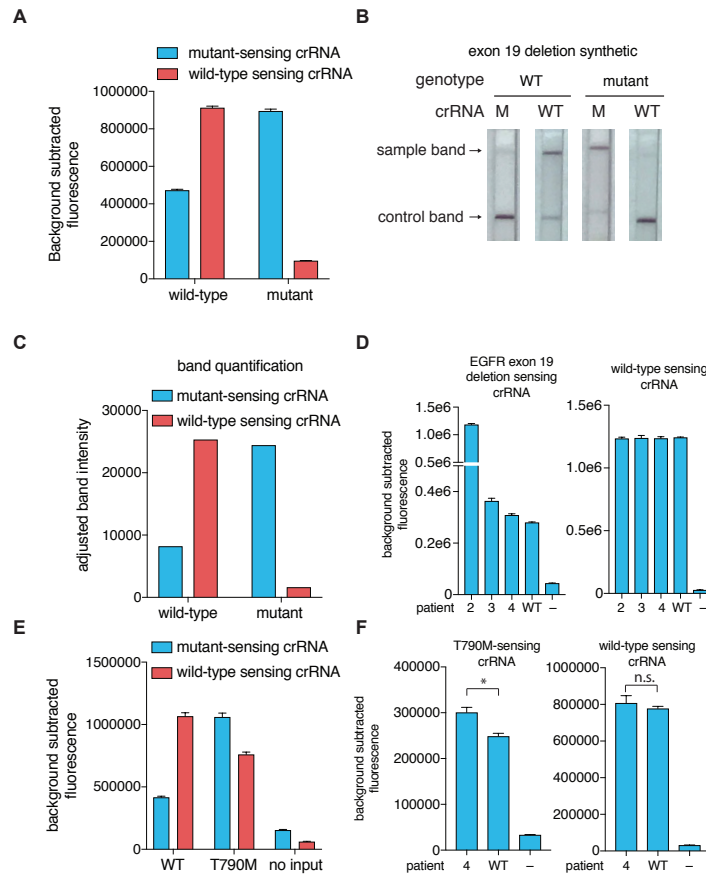 A
mutant-sensing crRNA
wild-type sensing crRNA
Background subtracted
fluorescence
1000000
800000
600000
400000
200000
0
wild-type
mutant
B
exon 19 deletion synthetic
genotype WT mutant
crRNA M WT M WT
sample band
control band
C
band quantification
mutant-sensing crRNA
wild-type sensing crRNA
adjusted band intensity
30000
20000
10000
0
wild-type
mutant
D
EGFR exon 19
deletion sensing
crRNA
background subtracted
fluorescence
1.5e6
1.0e6
0.5e6
0.4e6
0.2e6
0
patient 2 3 4 WT –
wild-type sensing
crRNA
1.5e6
1.0e6
0.5e6
0
2 3 4 WT –
E
mutant-sensing crRNA
wild-type sensing crRNA
background subtracted
fluorescence
1500000
1000000
500000
0
WT
T790M
no input
F
T790M-sensing
crRNA
background subtracted
fluorescence
400000
300000
200000
100000
0
*
patient 4 WT –
wild-type sensing
crRNA
1000000
800000
600000
400000
200000
0
n.s.
patient 4 WT –